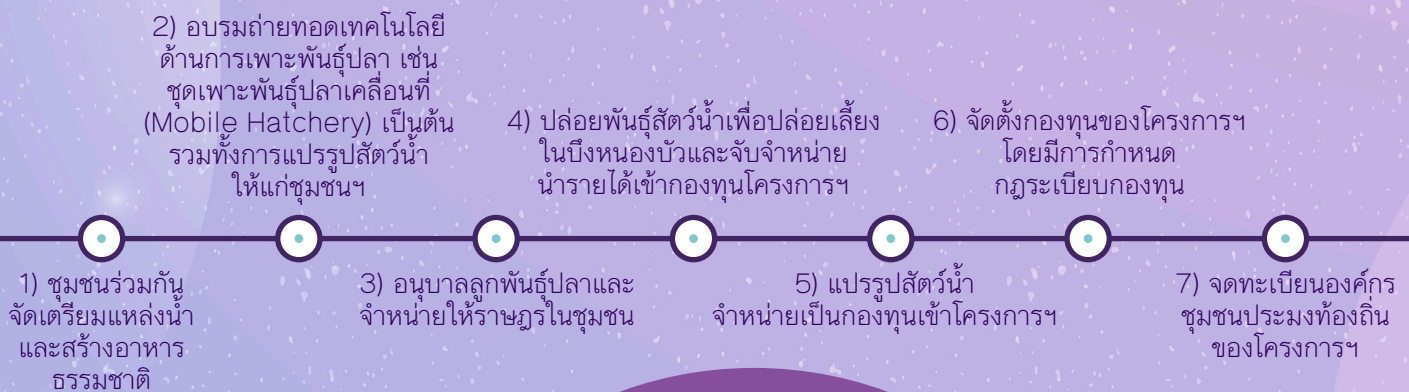 1) ชุมชนร่วมกัน
จัดเตรียมแหล่งน้ำ
และสร้างอาหาร
ธรรมชาติ
2) อบรมถ่ายทอดเทคโนโลยี
ด้านการเพาะพันธุ์ปลา เช่น
ชุดเพาะพันธุ์ปลาเคลื่อนที่
(Mobile Hatchery) เป็นต้น
รวมทั้งการแปรรูปสัตว์น้ำ
ให้แก่ชุมชนฯ
3) อนุบาลลูกพันธุ์ปลาและ
จำหน่ายให้ราษฎรในชุมชน
4) ปล่อยพันธุ์สัตว์น้ำเพื่อปล่อยเลี้ยง
ในบึงหนองบัวและจับจำหน่าย
นำรายได้เข้ากองทุนโครงการฯ
5) แปรรูปสัตว์น้ำ
จำหน่ายเป็นกองทุนเข้าโครงการฯ
6) จัดตั้งกองทุนของโครงการฯ
โดยมีการกำหนด
กฎระเบียบกองทุน
7) จดทะเบียนองค์กร
ชุมชนประมงท้องถิ่น
ของโครงการฯ